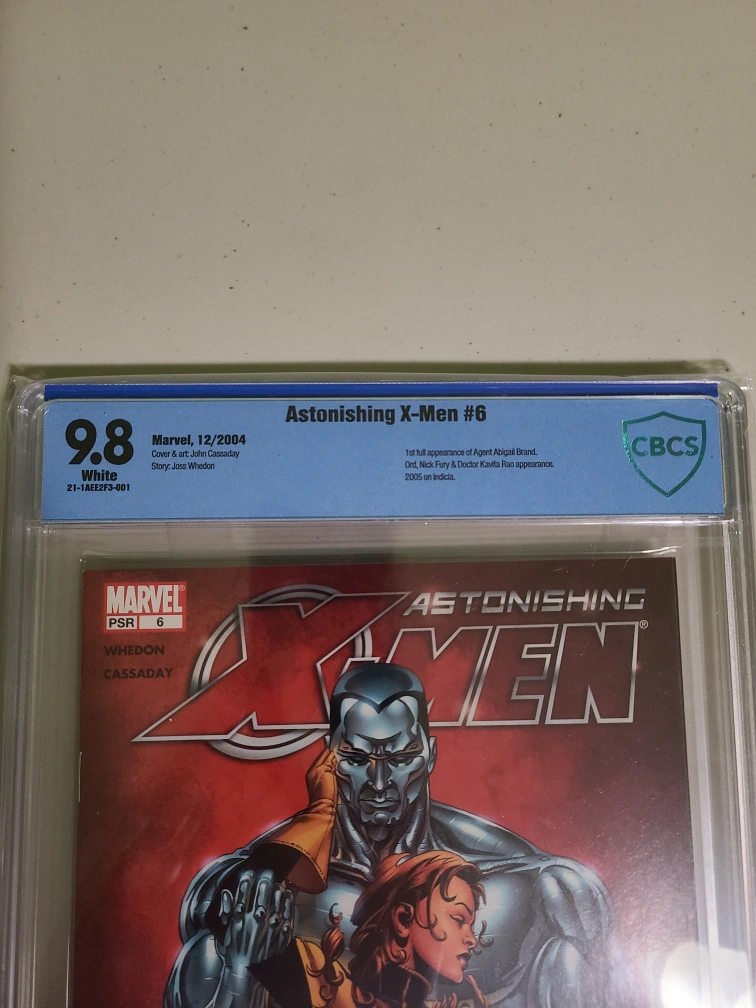 Astonishing X-Men #6
9.8
White
21-1AEE2F3-001
Marvel, 12/2004
Cover & art: John Cassaday
Story: Joss Whedon
1st full appearance of Agent Abigail Brand.
Ord, Nick Fury & Doctor Kavita Rao appearance.
2005 on indicia.
CBCS
MARVEL®
PSR 6
WHEDON
CASSADAY
ASTONISHING
X-MEN®